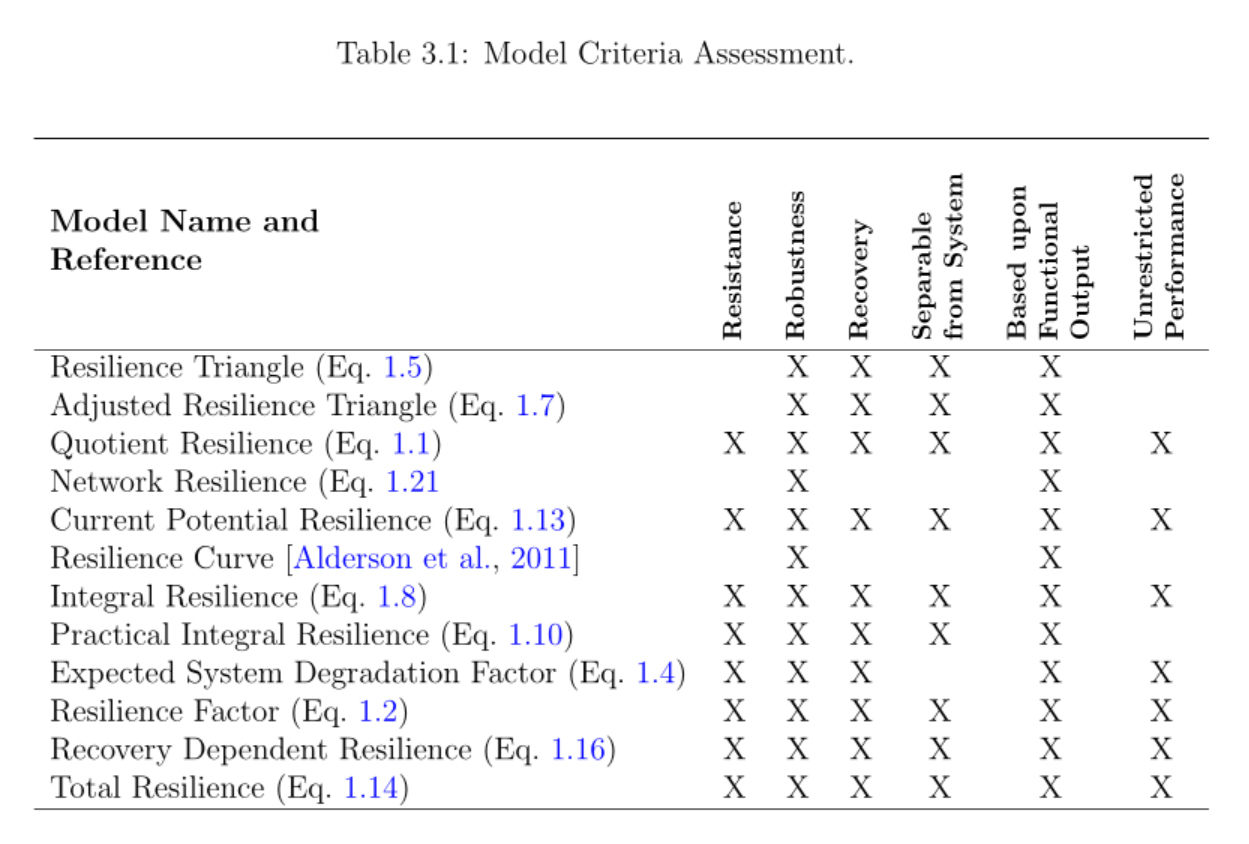 Table 3.1: Model Criteria Assessment.
Model Name and
Reference
Resistance
Robustness
Recovery
Separable
from System
Based upon
Functional
Output
Unrestricted
Performance
Resilience Triangle (Eq. 1.5) X X X X
Adjusted Resilience Triangle (Eq. 1.7) X X X X
Quotient Resilience (Eq. 1.1) X X X X X X
Network Resilience (Eq. 1.21 X X
Current Potential Resilience (Eq. 1.13) X X X X X X
Resilience Curve [Alderson et al., 2011] X X
Integral Resilience (Eq. 1.8) X X X X X X
Practical Integral Resilience (Eq. 1.10) X X X X X
Expected System Degradation Factor (Eq. 1.4) X X X X X
Resilience Factor (Eq. 1.2) X X X X X X
Recovery Dependent Resilience (Eq. 1.16) X X X X X X
Total Resilience (Eq. 1.14) X X X X X X